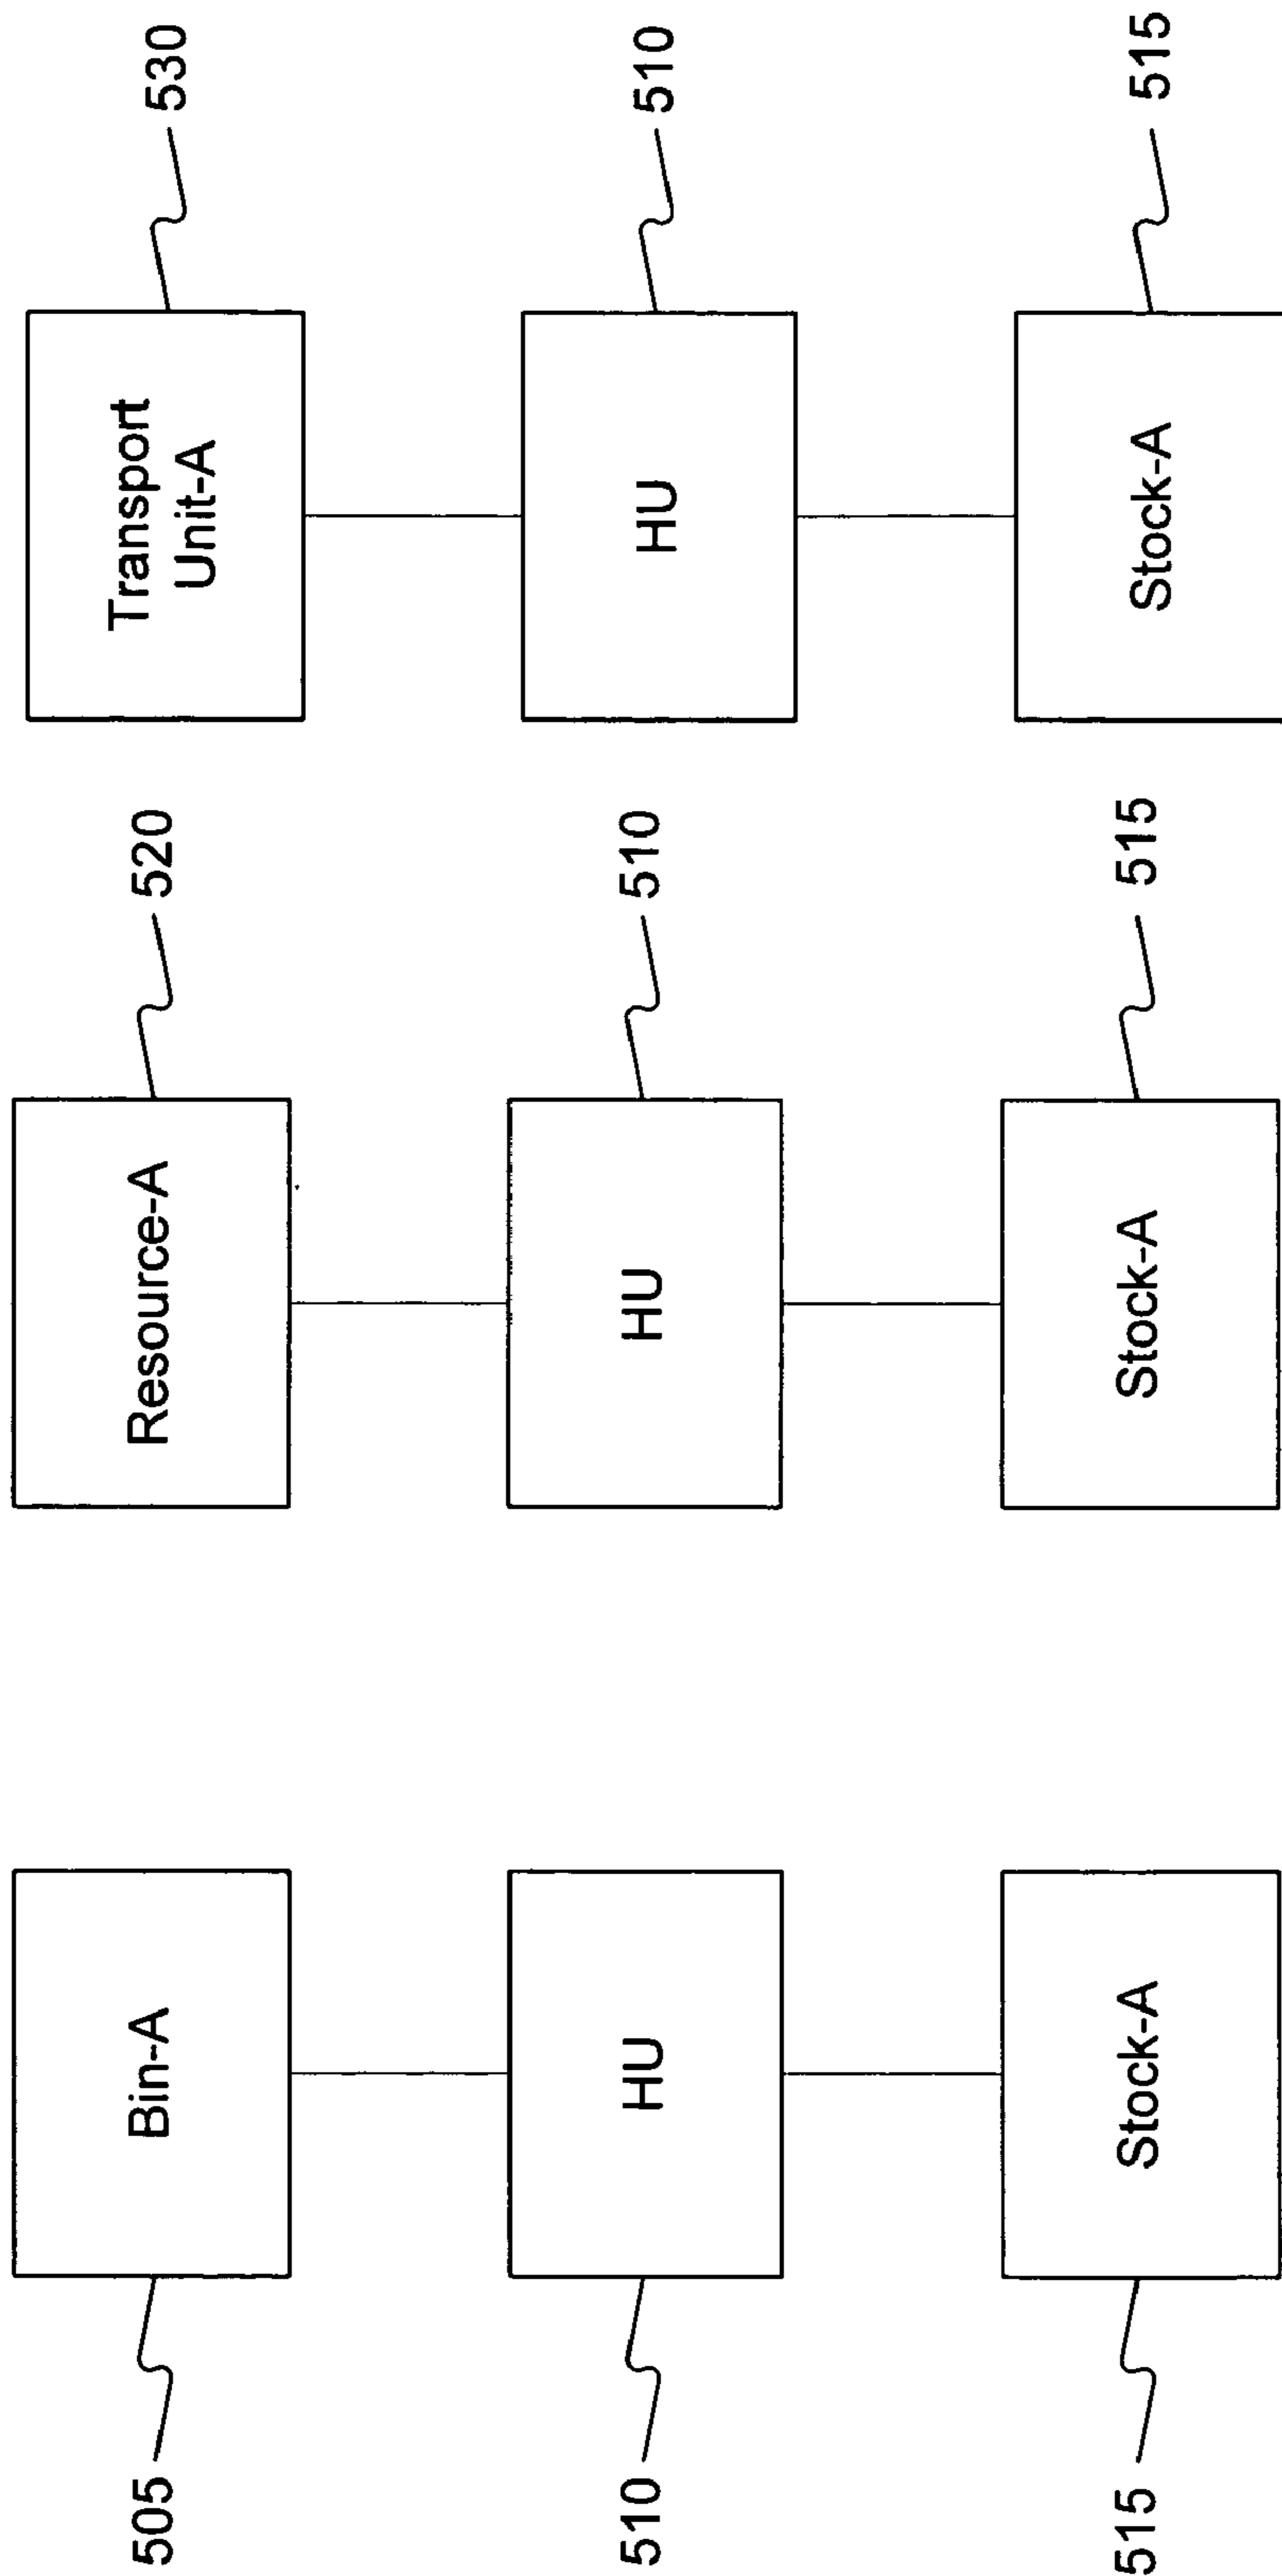 505
Bin-A
Resource-A
520
Transport
Unit-A
530
510
HU
HU
510
HU
510
515
Stock-A
Stock-A
515
Stock-A
515